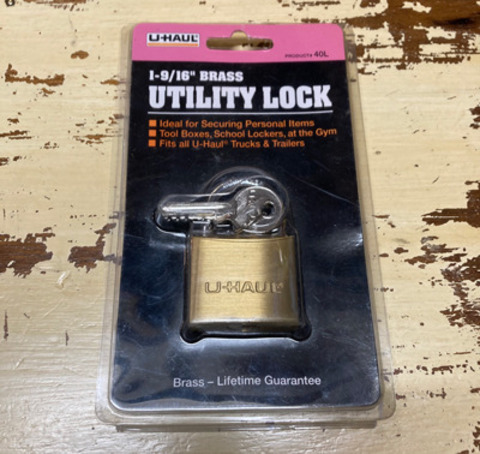 U-HAUL®
PRODUCT# 40L
1-9/16" BRASS
UTILITY LOCK
■ Ideal for Securing Personal Items
■ Tool Boxes, School Lockers, at the Gym
■ Fits all U-Haul® Trucks & Trailers
U-HAUL
Brass – Lifetime Guarantee